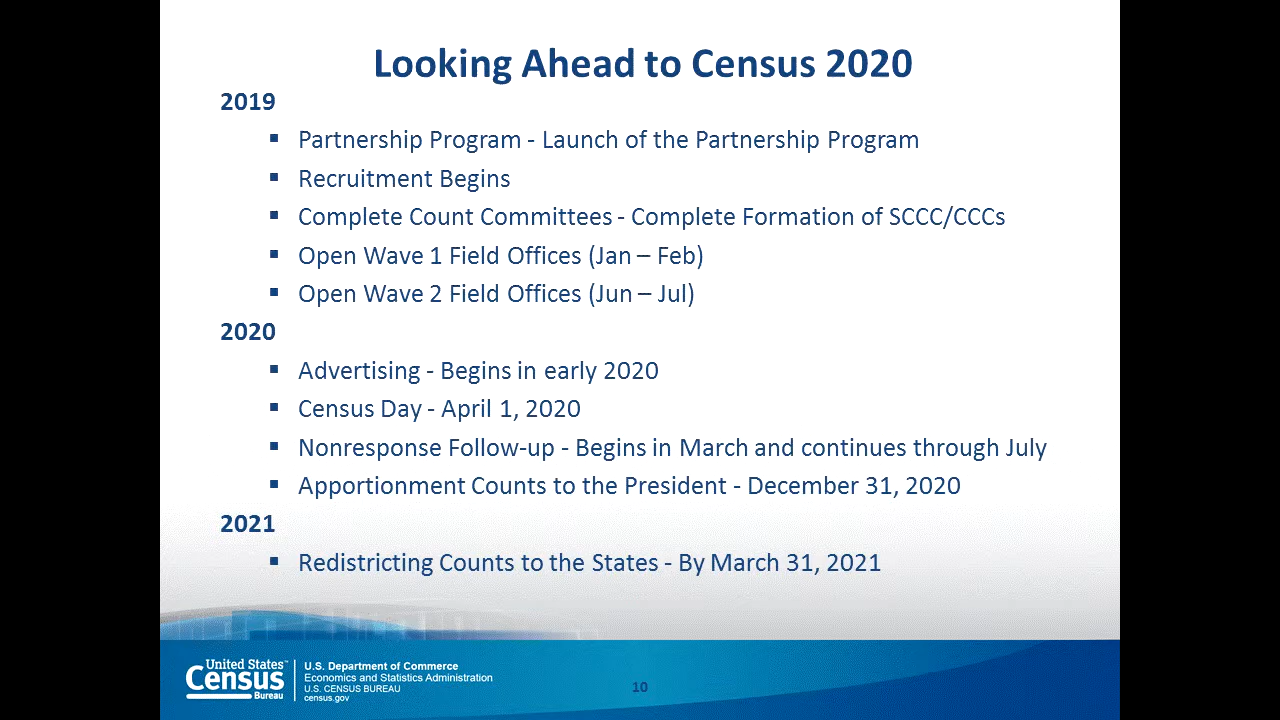 Looking Ahead to Census 2020
2019
▪ Partnership Program - Launch of the Partnership Program
▪ Recruitment Begins
▪ Complete Count Committees - Complete Formation of SCCC/CCCs
▪ Open Wave 1 Field Offices (Jan – Feb)
▪ Open Wave 2 Field Offices (Jun – Jul)
2020
▪ Advertising - Begins in early 2020
▪ Census Day - April 1, 2020
▪ Nonresponse Follow-up - Begins in March and continues through July
▪ Apportionment Counts to the President - December 31, 2020
2021
▪ Redistricting Counts to the States - By March 31, 2021
United States™
Census
Bureau
U.S. Department of Commerce
Economics and Statistics Administration
U.S. CENSUS BUREAU
census.gov
10